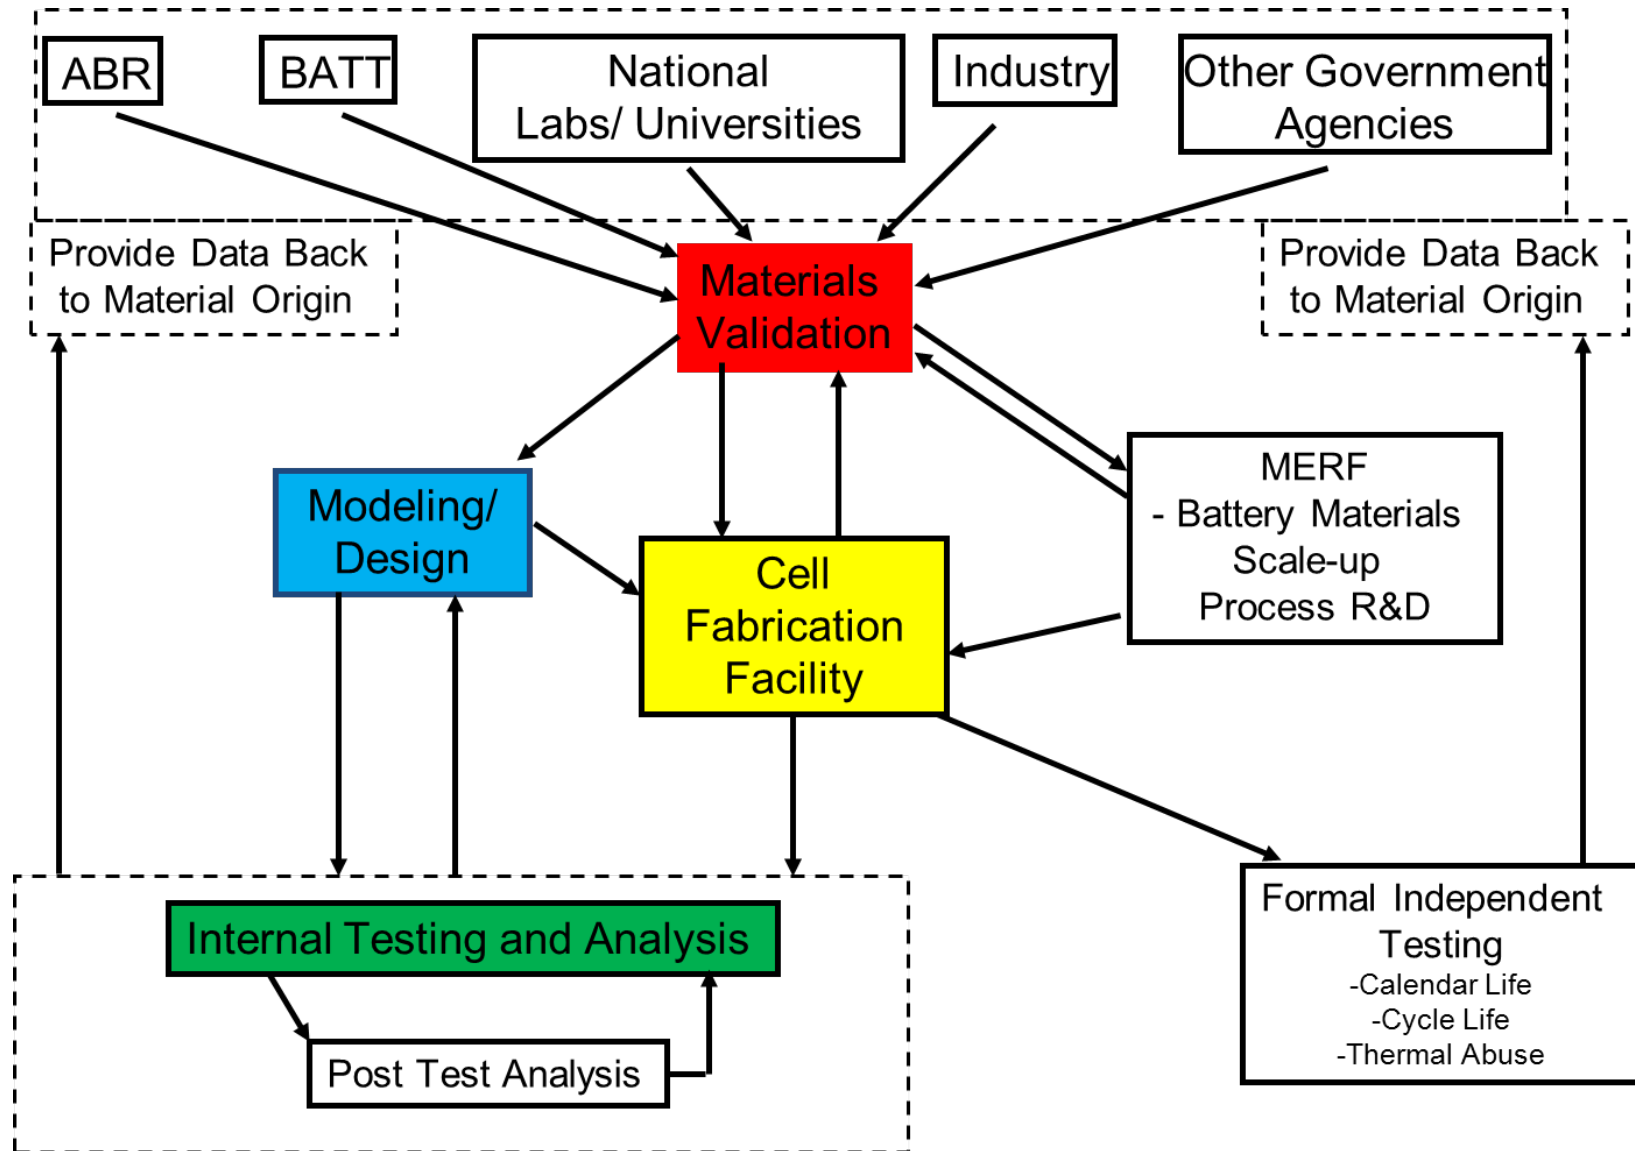 ABR
BATT
National
Labs/ Universities
Industry
Other Government
Agencies
Provide Data Back
to Material Origin
Provide Data Back
to Material Origin
Materials
Validation
Modeling/
Design
Cell
Fabrication
Facility
MERF
- Battery Materials
Scale-up
Process R&D
Internal Testing and Analysis
Post Test Analysis
Formal Independent
Testing
-Calendar Life
-Cycle Life
-Thermal Abuse